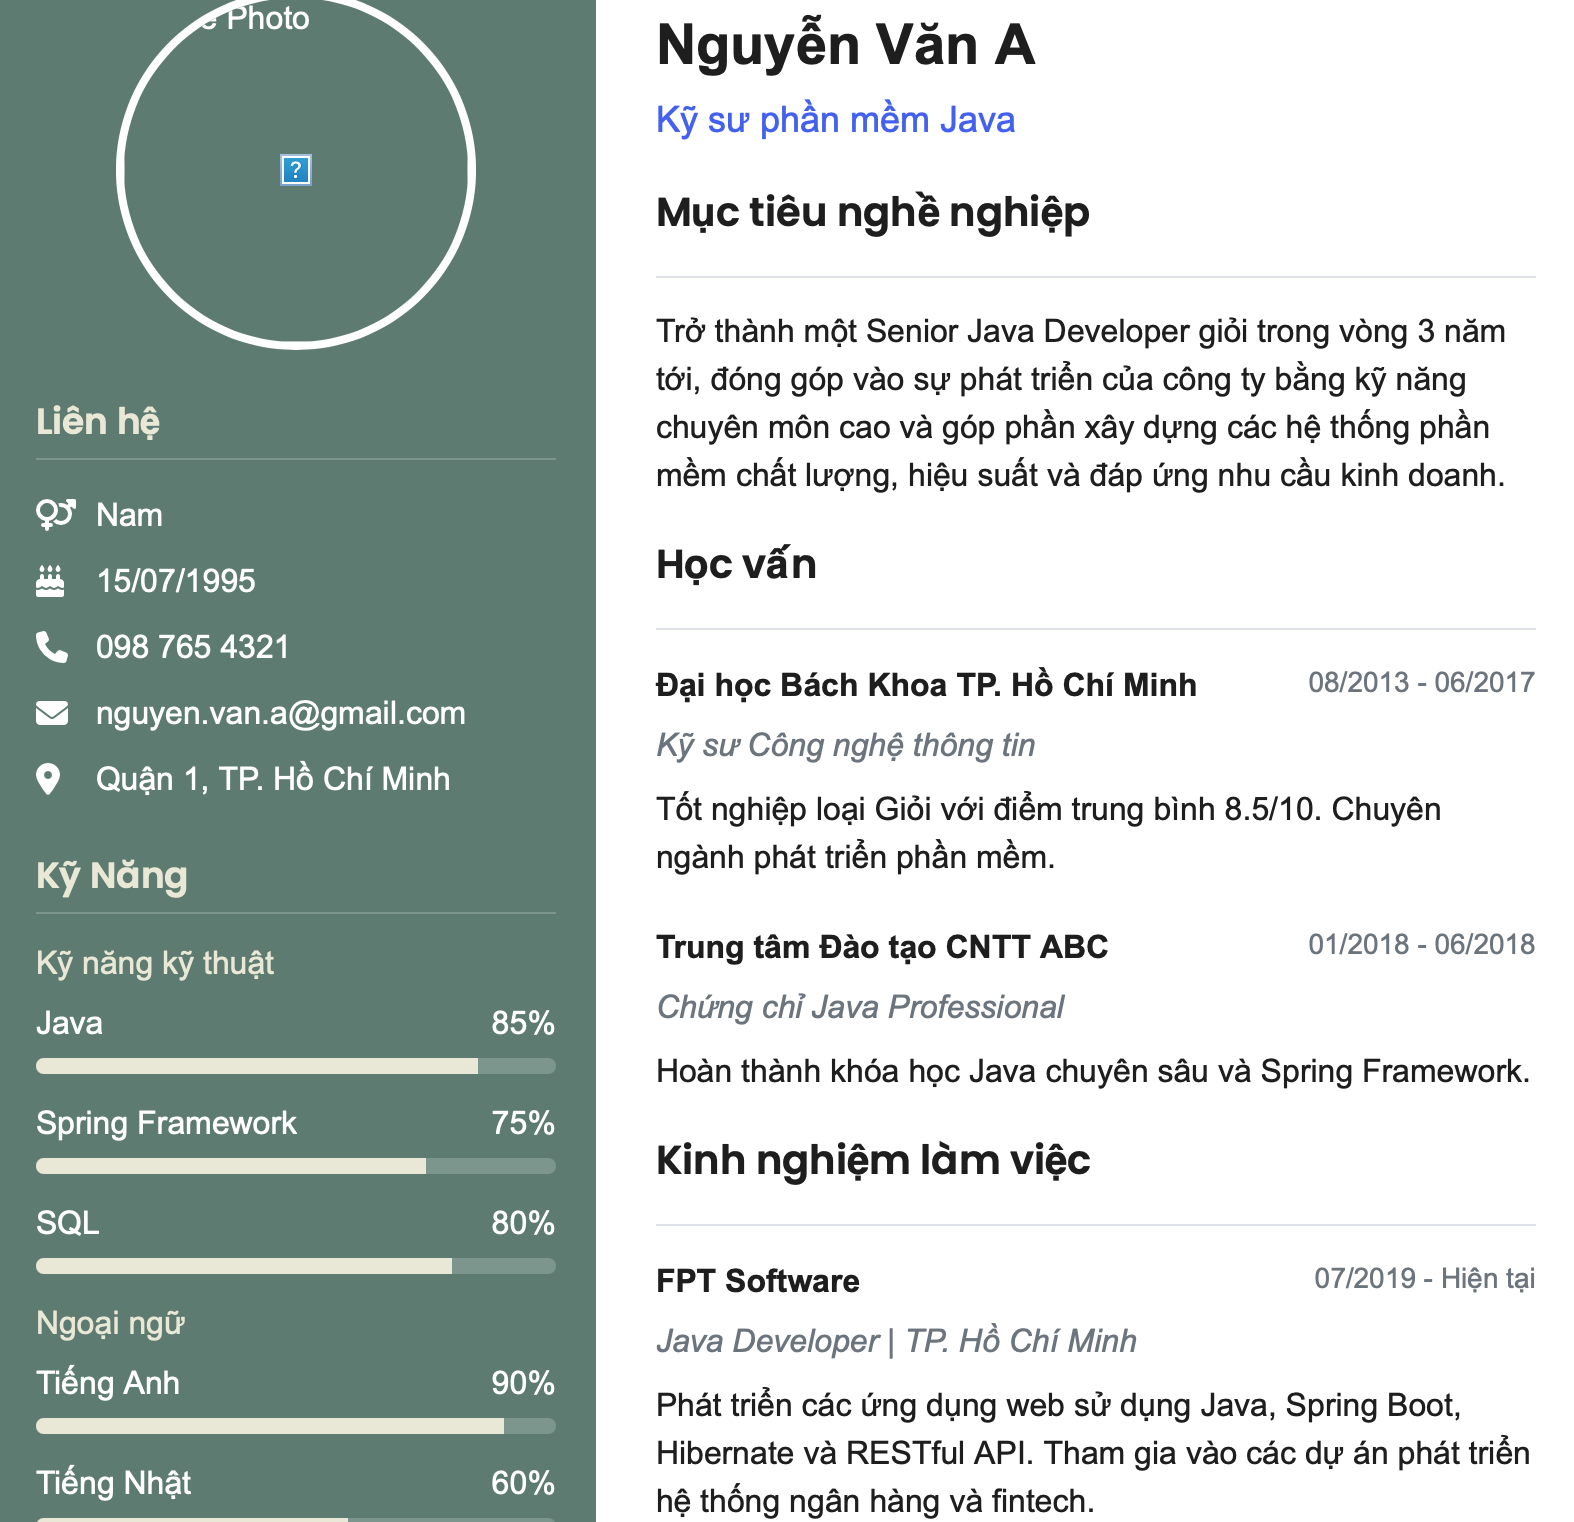 Photo
Liên hệ
Nam
15/07/1995
098 765 4321
nguyen.van.a@gmail.com
Quận 1, TP. Hồ Chí Minh
Kỹ Năng
Kỹ năng kỹ thuật
Java 85%
Spring Framework 75%
SQL 80%
Ngoại ngữ
Tiếng Anh 90%
Tiếng Nhật 60%
Nguyễn Văn A
Kỹ sư phần mềm Java
Mục tiêu nghề nghiệp
Trở thành một Senior Java Developer giỏi trong vòng 3 năm
tới, đóng góp vào sự phát triển của công ty bằng kỹ năng
chuyên môn cao và góp phần xây dựng các hệ thống phần
mềm chất lượng, hiệu suất và đáp ứng nhu cầu kinh doanh.
Học vấn
Đại học Bách Khoa TP. Hồ Chí Minh 08/2013 - 06/2017
Kỹ sư Công nghệ thông tin
Tốt nghiệp loại Giỏi với điểm trung bình 8.5/10. Chuyên
ngành phát triển phần mềm.
Trung tâm Đào tạo CNTT ABC 01/2018 - 06/2018
Chứng chỉ Java Professional
Hoàn thành khóa học Java chuyên sâu và Spring Framework.
Kinh nghiệm làm việc
FPT Software 07/2019 - Hiện tại
Java Developer | TP. Hồ Chí Minh
Phát triển các ứng dụng web sử dụng Java, Spring Boot,
Hibernate và RESTful API. Tham gia vào các dự án phát triển
hệ thống ngân hàng và fintech.